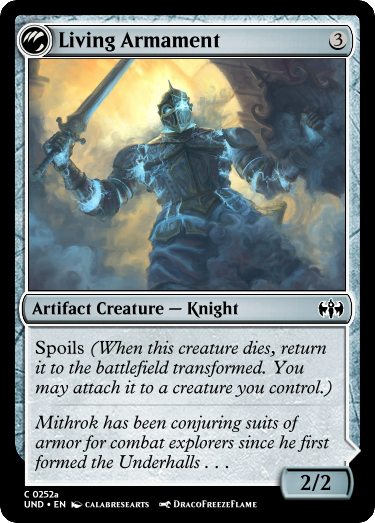 Living Armament 3
Artifact Creature — Knight
Spoils (When this creature dies, return
it to the battlefield transformed. You
may attach it to a creature you control.)
Mithrok has been conjuring suits of
armor for combat explorers since he first
formed the Underhalls . . .
2/2
C 0252a
UND • EN CALABRESEARTS DRACOFREEZEFLAME